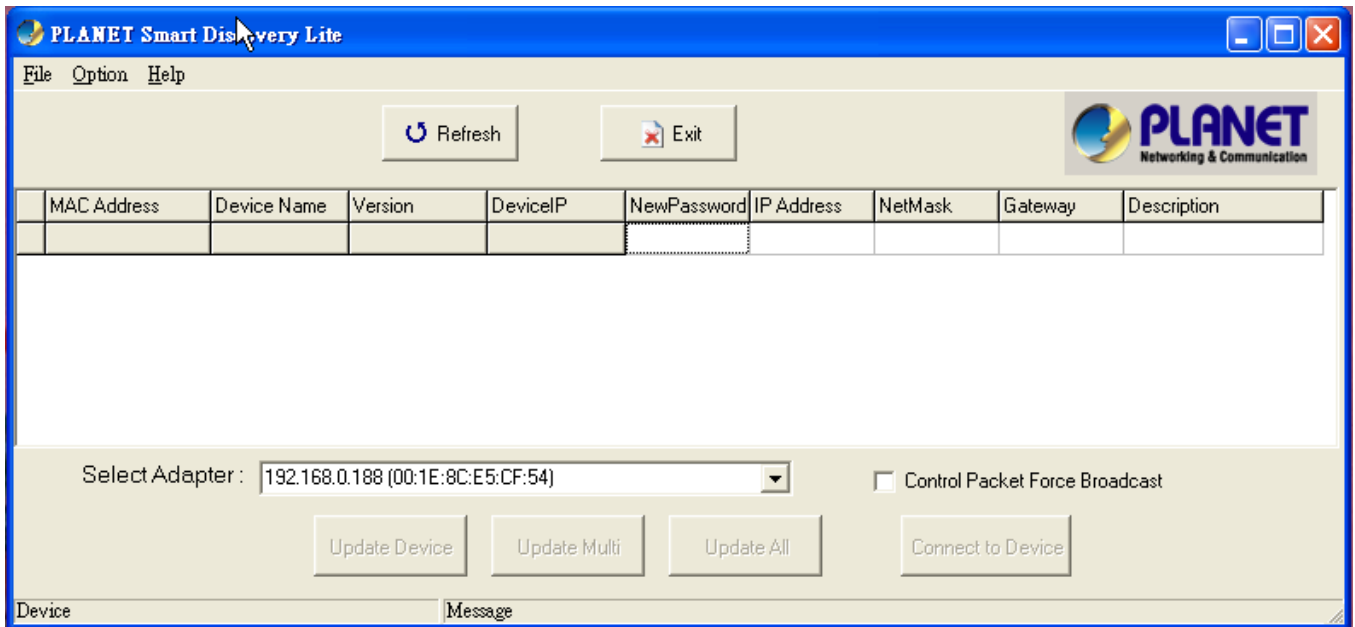 PLANET Smart Discovery Lite
File Option Help
Refresh Exit
PLANET
Networking & Communication
MAC Address Device Name Version DeviceIP NewPassword IP Address NetMask Gateway Description
Select Adapter : 192.168.0.188 (00:1E:8C:E5:CF:54) Control Packet Force Broadcast
Update Device Update Multi Update All Connect to Device
Device Message